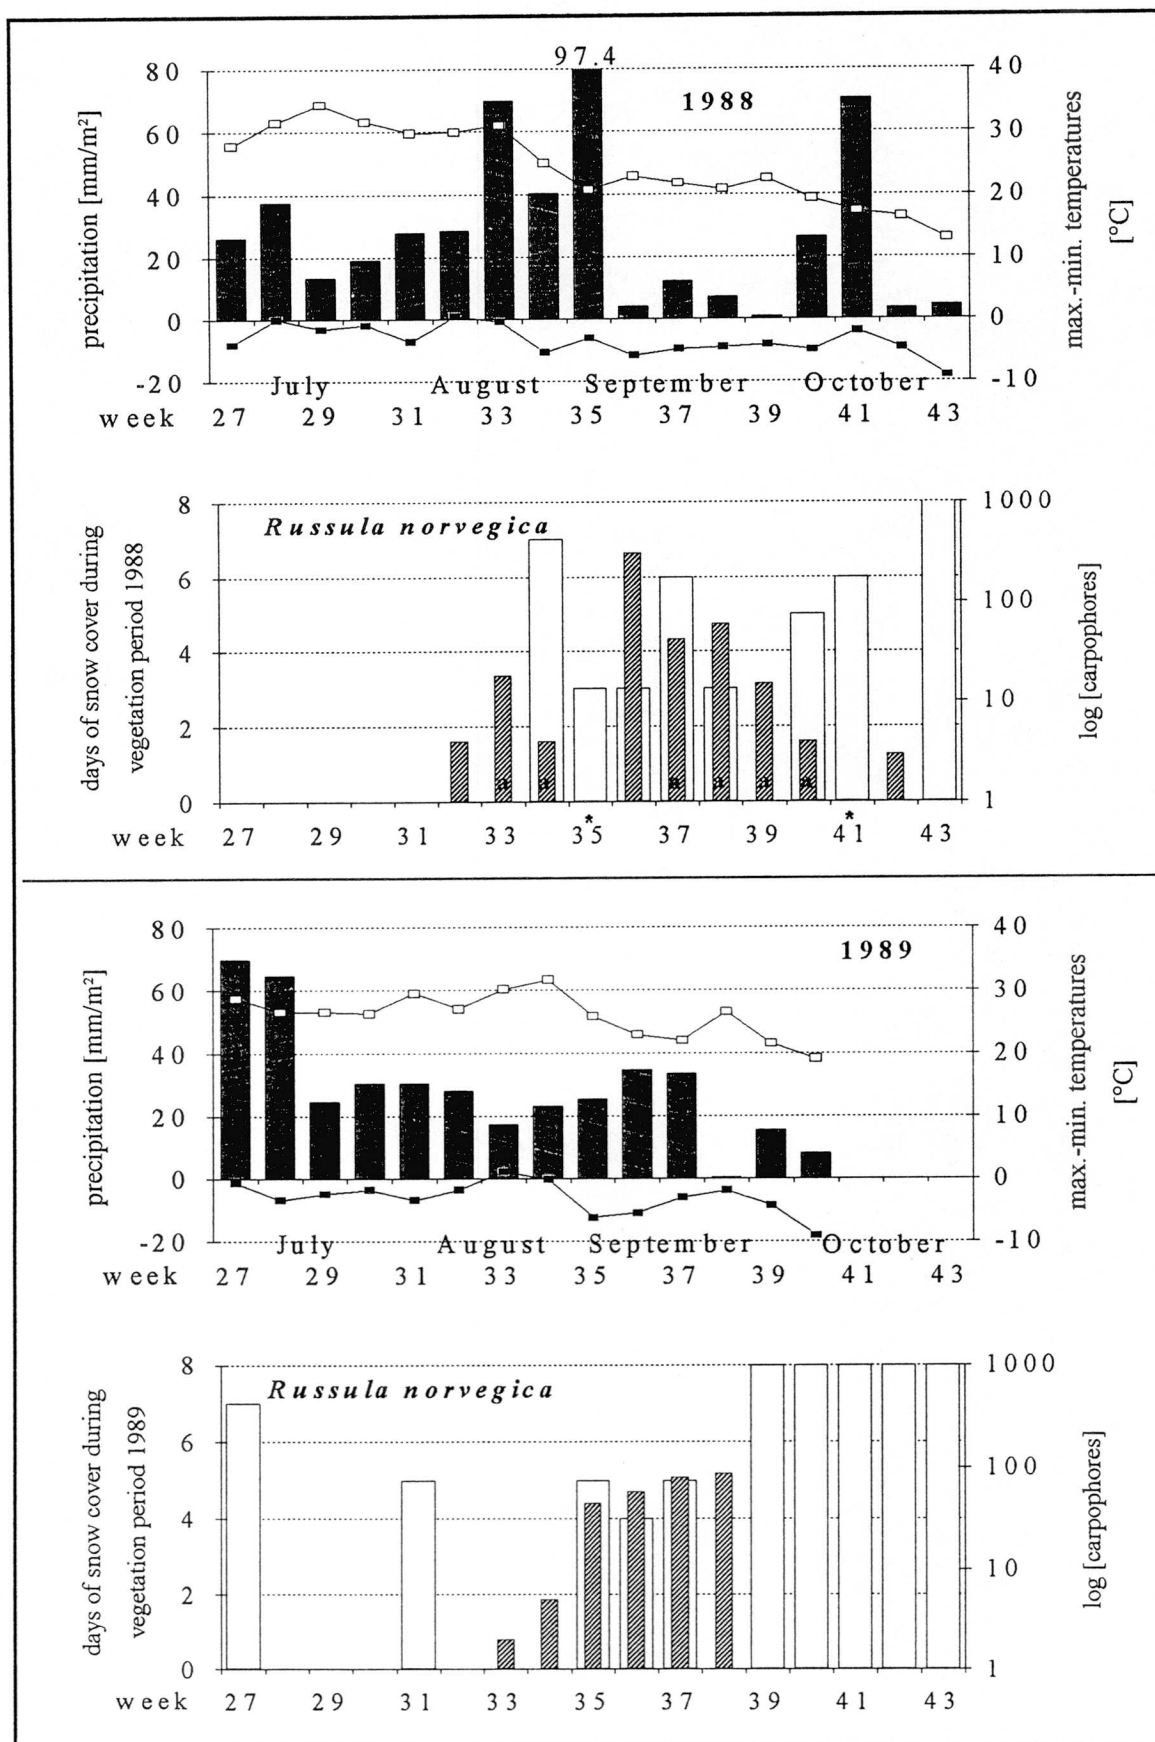 97.4
80
60
40
20
0
-20
precipitation [mm/m²]
1988
40
30
20
10
0
-10
max.-min. temperatures
[°C]
July August September October
week 27 29 31 33 35 37 39 41 43
8
6
4
2
0
days of snow cover during
vegetation period 1988
Russula norvegica
a a a a a a
1000
100
10
1
log [carpophores]
* *
week 27 29 31 33 35 37 39 41 43
80
60
40
20
0
-20
precipitation [mm/m²]
1989
40
30
20
10
0
-10
max.-min. temperatures
[°C]
July August September October
week 27 29 31 33 35 37 39 41 43
8
6
4
2
0
days of snow cover during
vegetation period 1989
Russula norvegica
1000
100
10
1
log [carpophores]
week 27 29 31 33 35 37 39 41 43